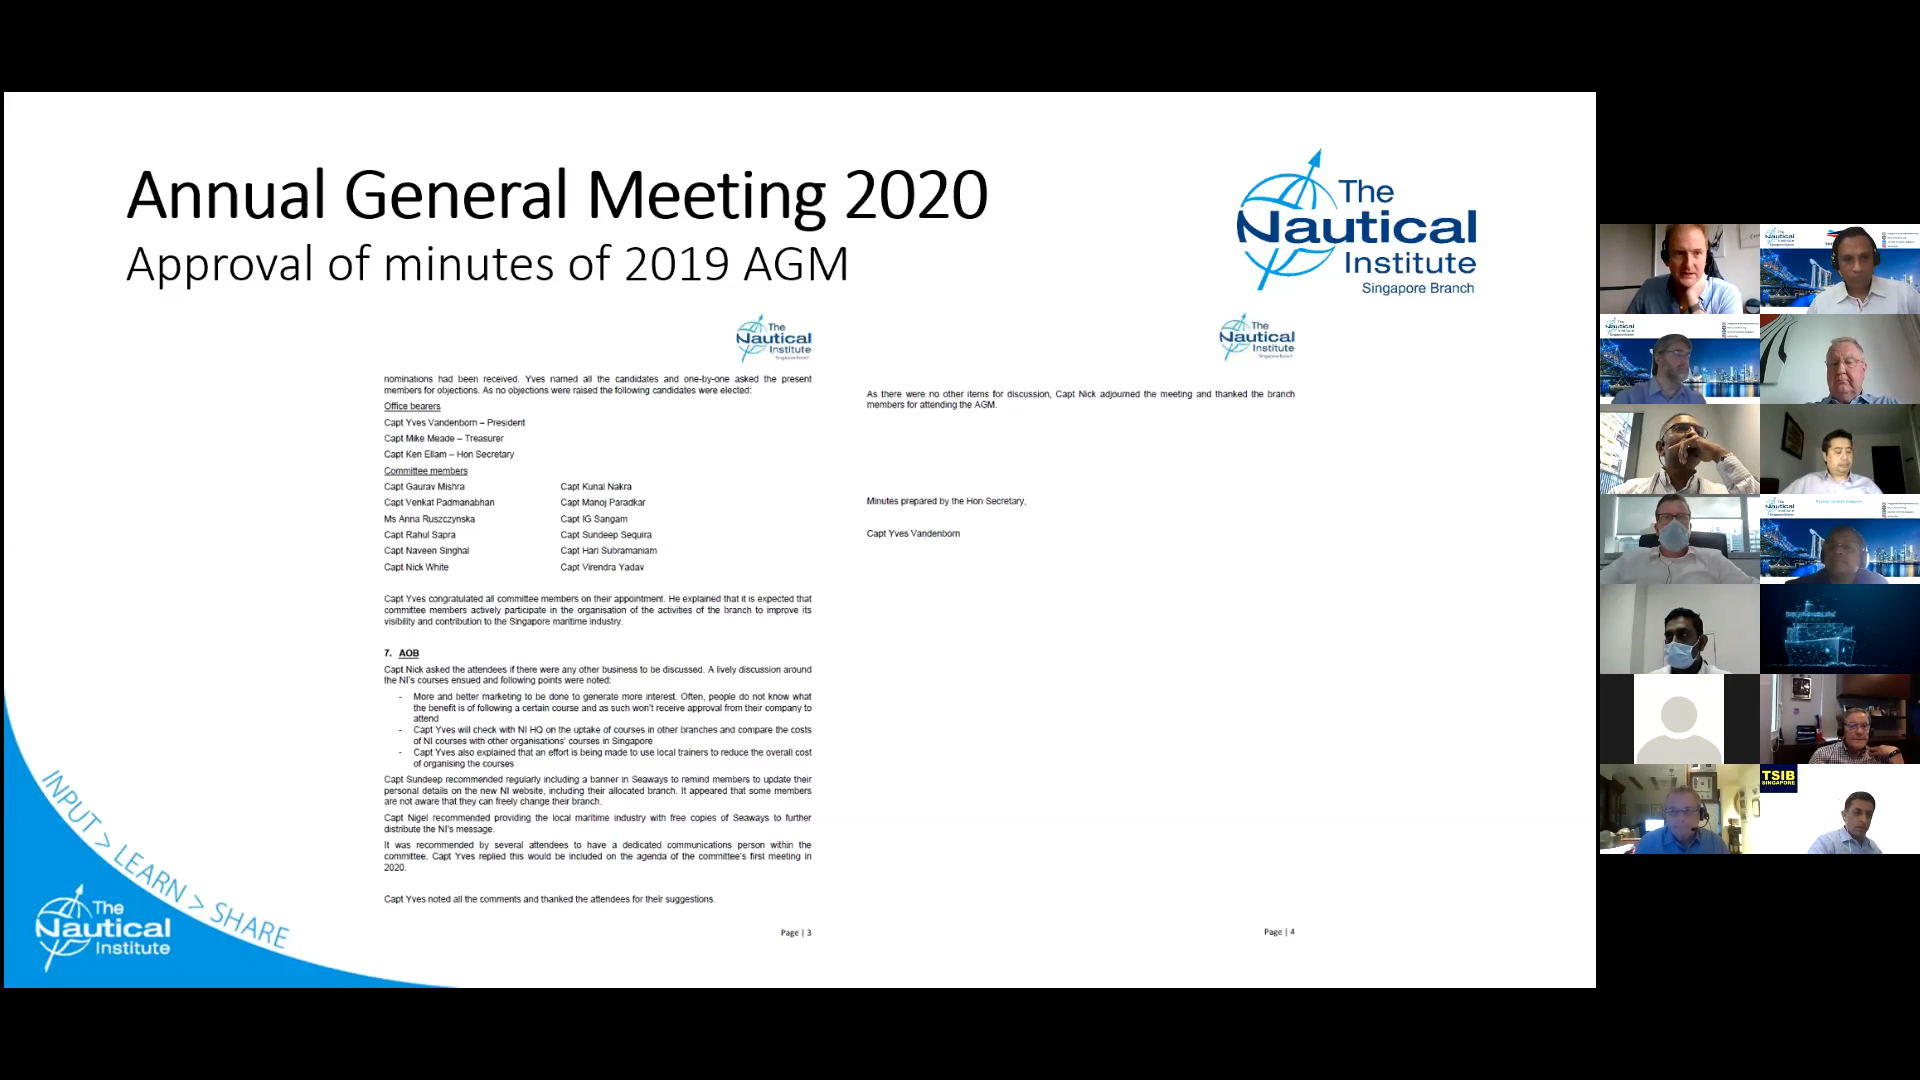 Annual General Meeting 2020
Approval of minutes of 2019 AGM
The
Nautical
Institute
Singapore Branch
The
Nautical
Institute
nominations had been received. Yves named all the candidates and one-by-one asked the present
members for objections. As no objections were raised the following candidates were elected:
Office bearers
Capt Yves Vandenborn – President
Capt Mike Meade – Treasurer
Capt Ken Ellam – Hon Secretary
Committee members
Capt Gaurav Mishra Capt Kunal Nakra
Capt Venkat Padmanabhan Capt Manoj Paradkar
Ms Anna Ruszczynska Capt IG Sangam
Capt Rahul Sapra Capt Sundeep Sequira
Capt Naveen Singhal Capt Hari Subramaniam
Capt Nick White Capt Virendra Yadav
Capt Yves congratulated all committee members on their appointment. He explained that it is expected that
committee members actively participate in the organisation of the activities of the branch to improve its
visibility and contribution to the Singapore maritime industry.
7. AOB
Capt Nick asked the attendees if there were any other business to be discussed. A lively discussion around
the NI's courses ensued and following points were noted:
- More and better marketing to be done to generate more interest. Often, people do not know what
the benefit is of following a certain course and as such won't receive approval from their company to
attend
- Capt Yves will check with NI HQ on the uptake of courses in other branches and compare the costs
of NI courses with other organisations' courses in Singapore
- Capt Yves also explained that an effort is being made to use local trainers to reduce the overall cost
of organising the courses
Capt Sundeep recommended regularly including a banner in Seaways to remind members to update their
personal details on the new NI website, including their allocated branch. It appeared that some members
are not aware that they can freely change their branch.
Capt Nigel recommended providing the local maritime industry with free copies of Seaways to further
distribute the NI's message.
It was recommended by several attendees to have a dedicated communications person within the
committee. Capt Yves replied this would be included on the agenda of the committee's first meeting in
2020.
Capt Yves noted all the comments and thanked the attendees for their suggestions.
Page | 3
The
Nautical
Institute
As there were no other items for discussion, Capt Nick adjourned the meeting and thanked the branch
members for attending the AGM.
Minutes prepared by the Hon Secretary,
Capt Yves Vandenborn
Page | 4
INPUT > LEARN > SHARE
The
Nautical
Institute
TSIB
SINGAPORE